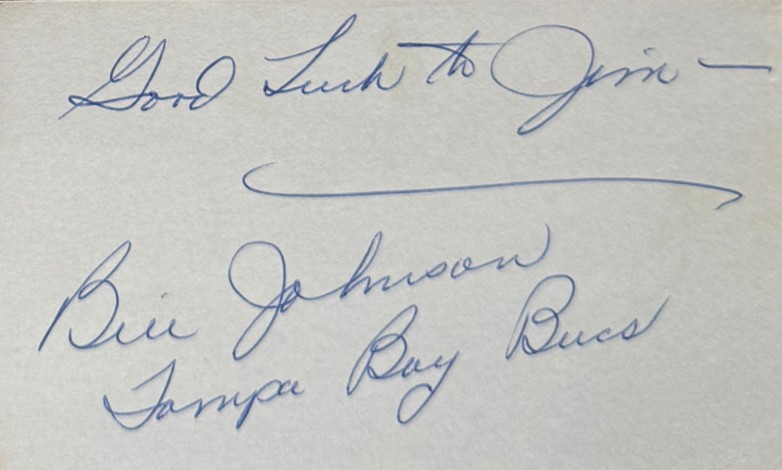 Good Luck to Jim —
Bill Johnson
Tampa Bay Bucs